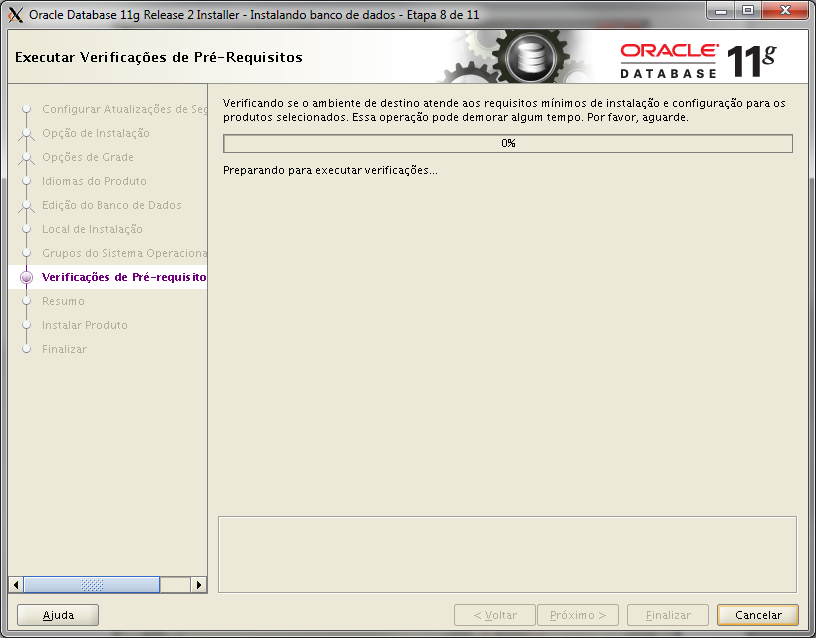 Oracle Database 11g Release 2 Installer - Instalando banco de dados - Etapa 8 de 11
Executar Verificações de Pré-Requisitos
ORACLE
DATABASE
11g
Configurar Atualizações de Seg
Opção de Instalação
Opções de Grade
Idiomas do Produto
Edição do Banco de Dados
Local de Instalação
Grupos do Sistema Operaciona
Verificações de Pré-requisito
Resumo
Instalar Produto
Finalizar
Verificando se o ambiente de destino atende aos requisitos mínimos de instalação e configuração para os
produtos selecionados. Essa operação pode demorar algum tempo. Por favor, aguarde.
0%
Preparando para executar verificações...
Ajuda
< Voltar
Próximo >
Finalizar
Cancelar